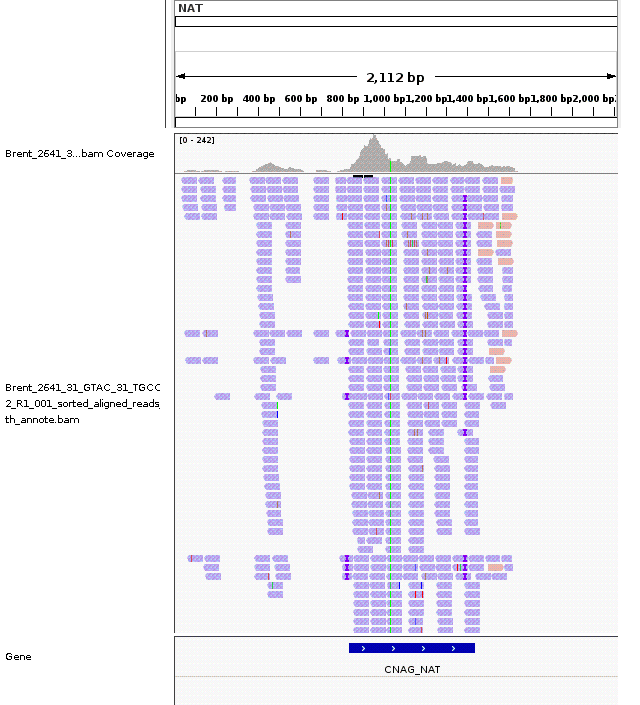 NAT
2,112 bp
bp 200 bp 400 bp 600 bp 800 bp 1,000 bp 1,200 bp 1,400 bp 1,600 bp 1,800 bp 2,000 bp
[0 - 242]
Brent_2641_3...bam Coverage
Brent_2641_31_GTAC_31_TGCC
2_R1_001_sorted_aligned_reads_
th_annote.bam
Gene
CNAG_NAT